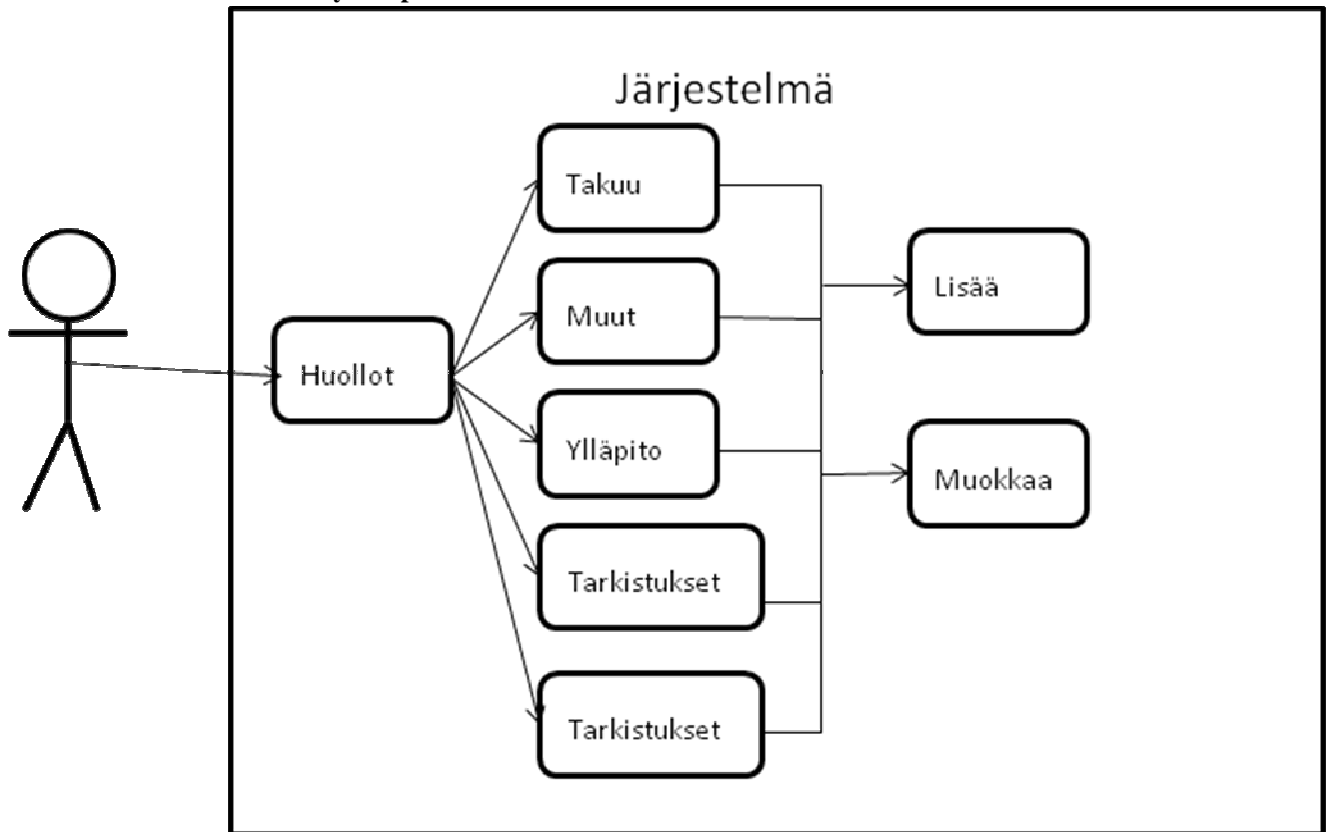 Järjestelmä
Takuu
Muut
Huollot
Ylläpito
Tarkistukset
Tarkistukset
Lisää
Muokkaa